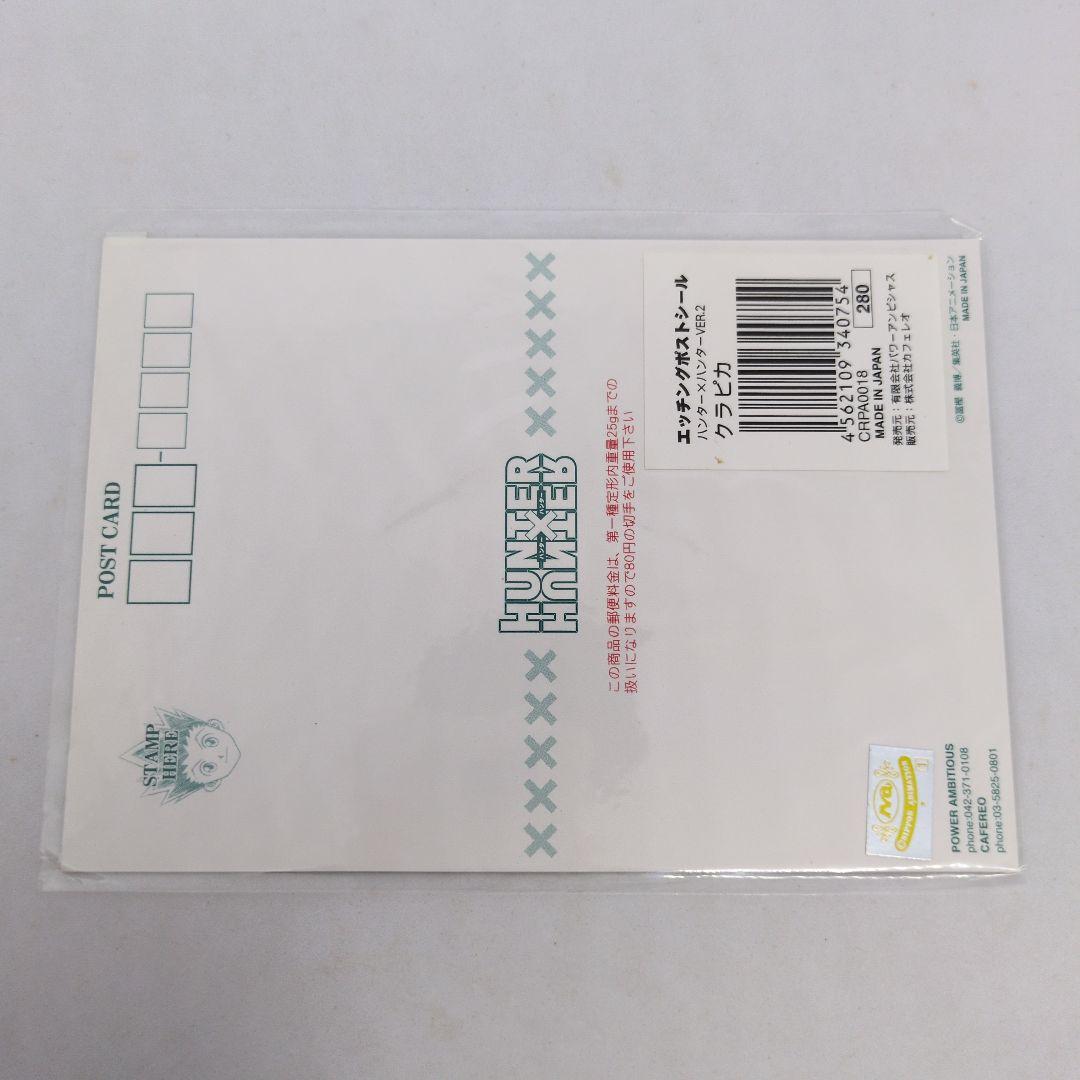 POST CARD
STAMP
HERE
HUNTER
HUNTER
ハンター
ハンター
この商品の郵便料金は、第一種定形内重量25gまでの
扱いになりますので80円の切手をご使用下さい
エッチングポストシール
ハンター×ハンターVER.2
クラピカ
4 562109 340754
CRPA0018
280
MADE IN JAPAN
発売元：有限会社パワーアンビシャス
販売元：株式会社カフェレオ
©冨樫 義博／集英社・日本アニメーション
MADE IN JAPAN
na
NIPPON ANIMATION
1
POWER AMBITIOUS
phone:042-371-0108
CAFEREO
phone:03-5825-0801